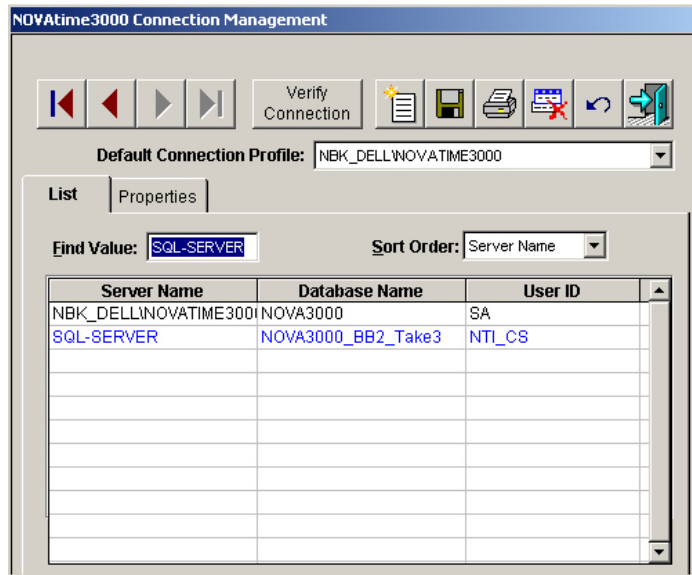 NOVAtime3000 Connection Management
Verify
Connection
Default Connection Profile: NBK_DELL\NOVATIME3000
List Properties
Find Value: SQL-SERVER Sort Order: Server Name
Server Name Database Name User ID
NBK_DELL\NOVATIME300 NOVA3000 SA
SQL-SERVER NOVA3000_BB2_Take3 NTI_CS